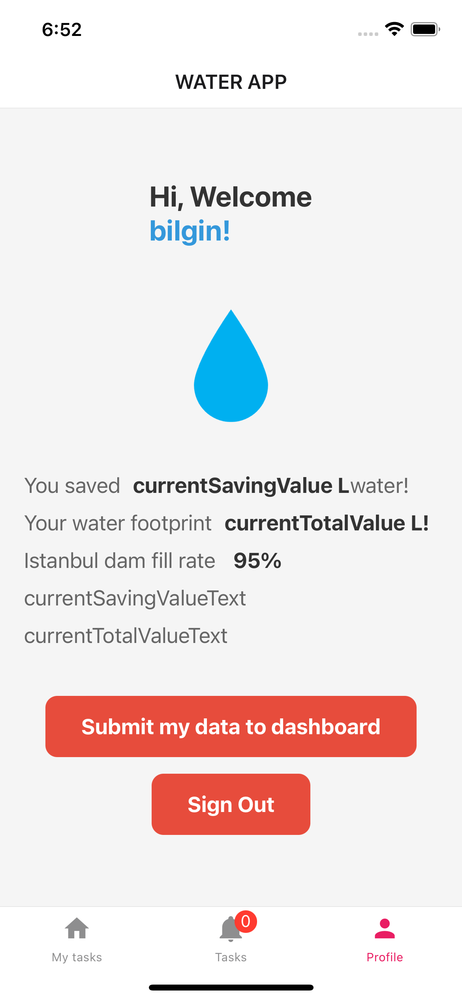 6:52
WATER APP
Hi, Welcome
bilgin!
You saved currentSavingValue Lwater!
Your water footprint currentTotalValue L!
Istanbul dam fill rate 95%
currentSavingValueText
currentTotalValueText
Submit my data to dashboard
Sign Out
0
My tasks Tasks Profile